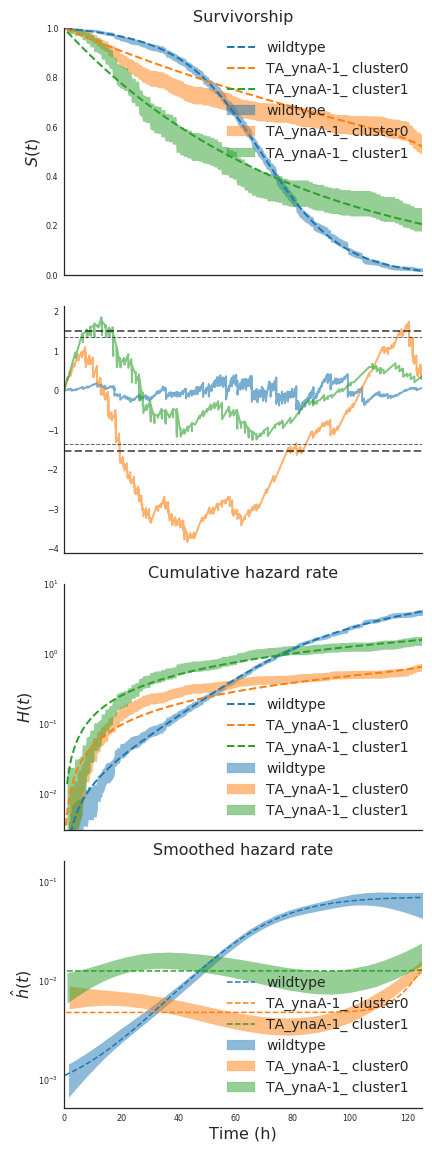 Survivorship
1.0
0.8
0.6
0.4
0.2
0.0
S(t)
wildtype
TA_ynaA-1_ cluster0
TA_ynaA-1_ cluster1
wildtype
TA_ynaA-1_ cluster0
TA_ynaA-1_ cluster1
2
1
0
−1
−2
−3
−4
Cumulative hazard rate
10¹
10⁰
10⁻¹
10⁻²
H(t)
wildtype
TA_ynaA-1_ cluster0
TA_ynaA-1_ cluster1
wildtype
TA_ynaA-1_ cluster0
TA_ynaA-1_ cluster1
Smoothed hazard rate
10⁻¹
10⁻²
10⁻³
ĥ(t)
wildtype
TA_ynaA-1_ cluster0
TA_ynaA-1_ cluster1
wildtype
TA_ynaA-1_ cluster0
TA_ynaA-1_ cluster1
0 20 40 60 80 100 120
Time (h)